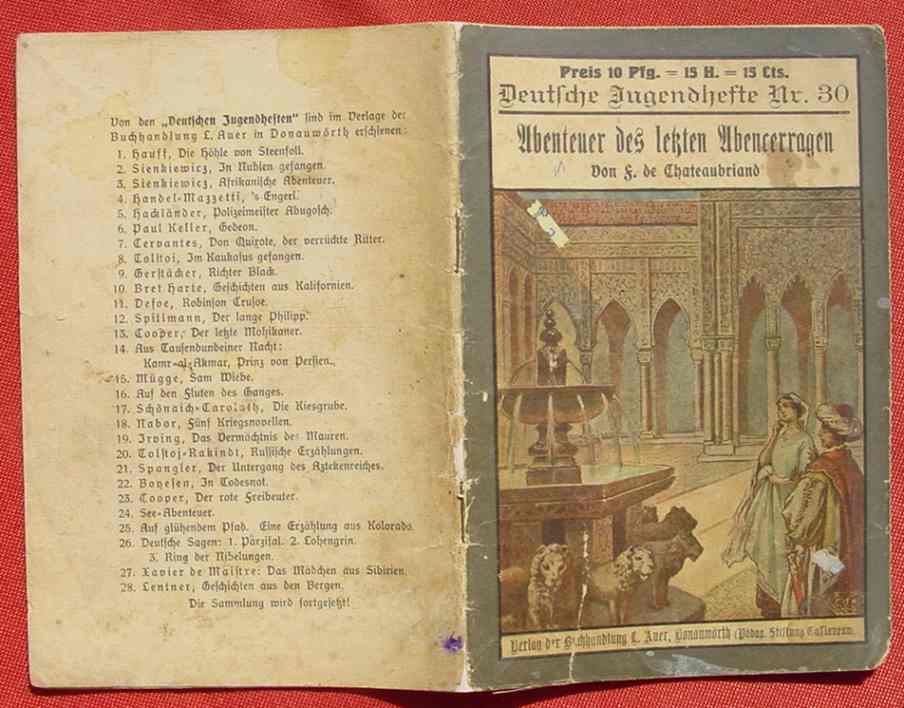 Von den „Deutschen Jugendheften" sind im Verlage der
Buchhandlung L. Auer in Donauwörth erschienen:
1. Hauff, Die Höhle von Steenfoll.
2. Sienkiewicz, In Nubien gefangen.
3. Sienkiewicz, Afrikanische Abenteuer.
4. Handel-Mazzetti, 's Engerl.
5. Hackländer, Polizeimeister Abugosch.
6. Paul Keller, Gedeon.
7. Cervantes, Don Quixote, der verrückte Ritter.
8. Tolstoi, Im Kaukasus gefangen.
9. Gerstäcker, Richter Black.
10. Bret Harte, Geschichten aus Kalifornien.
11. Defoe, Robinson Crusoe.
12. Spillmann, Der lange Philipp.
13. Cooper, Der letzte Mohikaner.
14. Aus Tausendundeiner Nacht:
Kamr-al-Akmar, Prinz von Persien.
15. Mügge, Sam Wiebe.
16. Auf den Fluten des Ganges.
17. Schönaich-Carolath, Die Kiesgrube.
18. Nabor, Fünf Kriegsnovellen.
19. Irving, Das Vermächtnis des Mauren.
20. Tolstoj-Rakindt, Russische Erzählungen.
21. Spangler, Der Untergang des Aztekenreiches.
22. Boyesen, In Todesnot.
23. Cooper, Der rote Freibeuter.
24. See-Abenteuer.
25. Auf glühendem Pfad. Eine Erzählung aus Kolorado.
26. Deutsche Sagen: 1. Parzifal. 2. Lohengrin.
3. Ring der Nibelungen.
27. Xavier de Maistre: Das Mädchen aus Sibirien.
28. Lentner, Geschichten aus den Bergen.
Die Sammlung wird fortgesetzt!
Preis 10 Pfg. = 15 H. = 15 Cts.
Deutsche Jugendhefte Nr. 30
Abenteuer des letzten Abencerragen
Von F. de Chateaubriand
Verlag der Buchhandlung L. Auer, Donauwörth (Pädag. Stiftung Cassianeum)